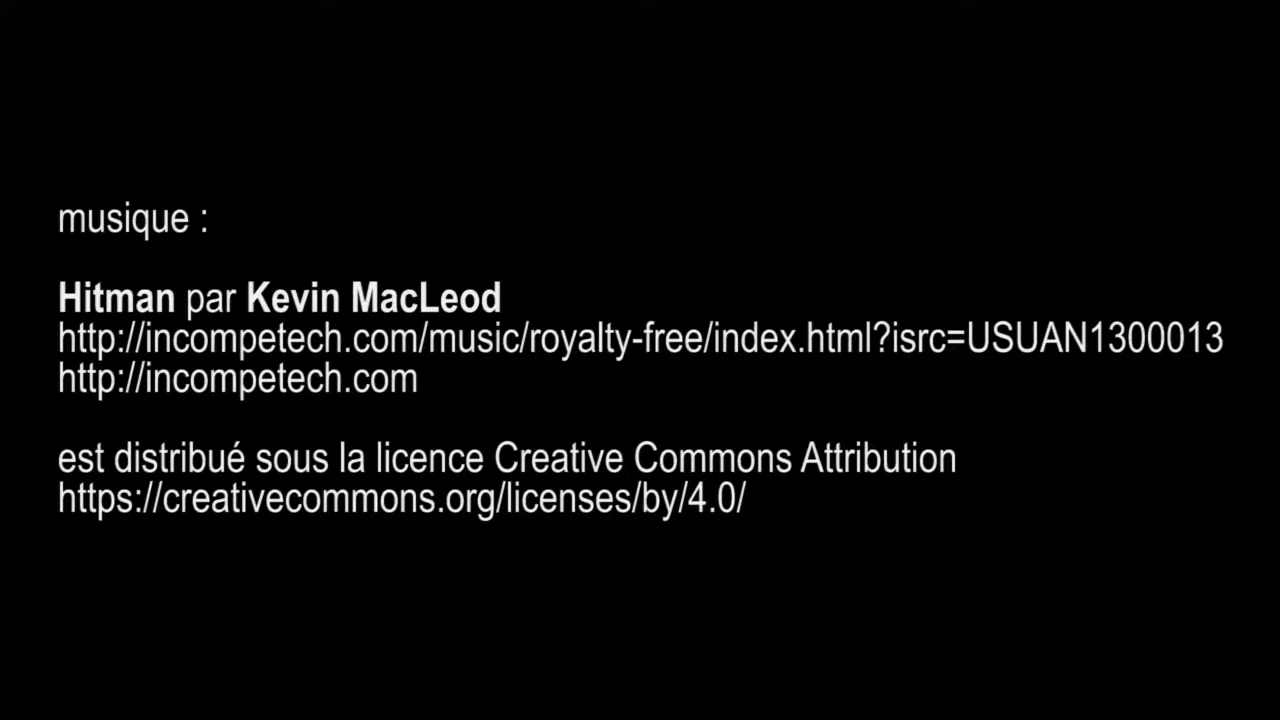 musique :
Hitman par Kevin MacLeod
http://incompetech.com/music/royalty-free/index.html?isrc=USUAN1300013
http://incompetech.com
est distribué sous la licence Creative Commons Attribution
https://creativecommons.org/licenses/by/4.0/